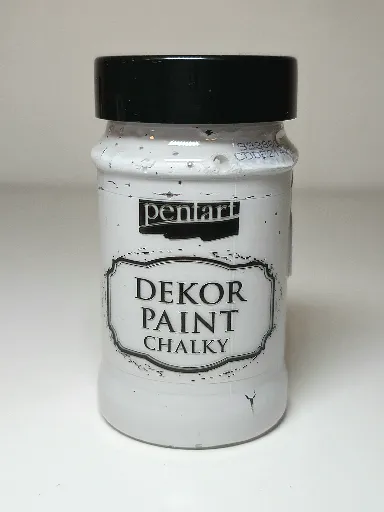 pentart
DEKOR
PAINT
CHALKY